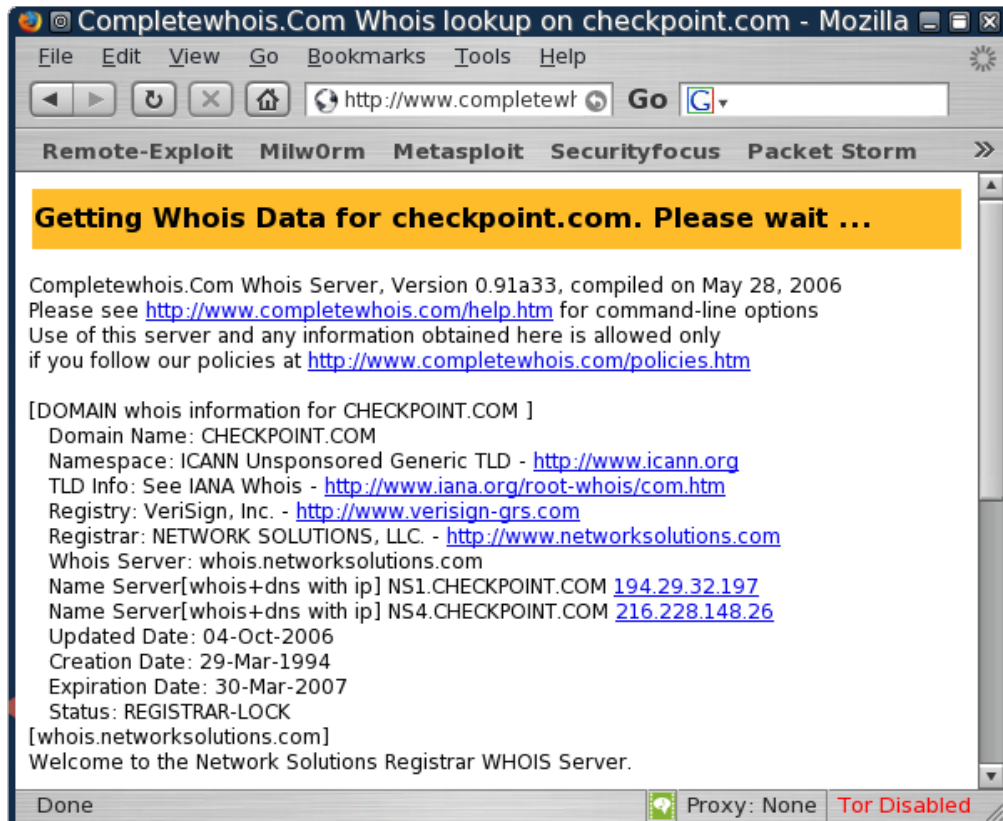 Completewhois.Com Whois lookup on checkpoint.com - Mozilla
File Edit View Go Bookmarks Tools Help
http://www.completewh Go G
Remote-Exploit Milw0rm Metasploit Securityfocus Packet Storm »
Getting Whois Data for checkpoint.com. Please wait ...
Completewhois.Com Whois Server, Version 0.91a33, compiled on May 28, 2006
Please see http://www.completewhois.com/help.htm for command-line options
Use of this server and any information obtained here is allowed only
if you follow our policies at http://www.completewhois.com/policies.htm
[DOMAIN whois information for CHECKPOINT.COM ]
Domain Name: CHECKPOINT.COM
Namespace: ICANN Unsponsored Generic TLD - http://www.icann.org
TLD Info: See IANA Whois - http://www.iana.org/root-whois/com.htm
Registry: VeriSign, Inc. - http://www.verisign-grs.com
Registrar: NETWORK SOLUTIONS, LLC. - http://www.networksolutions.com
Whois Server: whois.networksolutions.com
Name Server[whois+dns with ip] NS1.CHECKPOINT.COM 194.29.32.197
Name Server[whois+dns with ip] NS4.CHECKPOINT.COM 216.228.148.26
Updated Date: 04-Oct-2006
Creation Date: 29-Mar-1994
Expiration Date: 30-Mar-2007
Status: REGISTRAR-LOCK
[whois.networksolutions.com]
Welcome to the Network Solutions Registrar WHOIS Server.
Done Proxy: None Tor Disabled